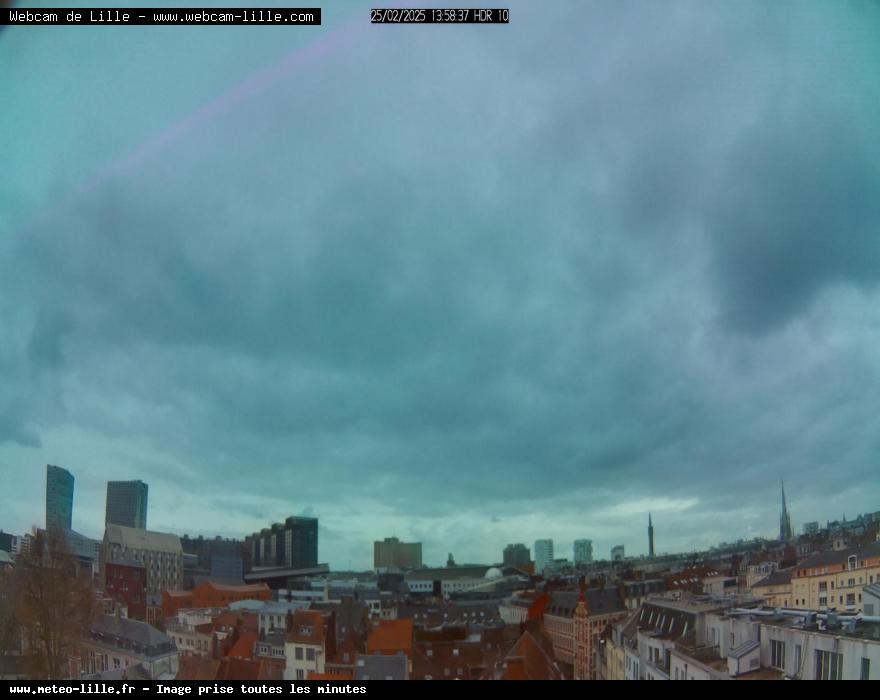 Webcam de Lille - www.webcam-lille.com
25/02/2025 13:58:37 HDR 10
www.meteo-lille.fr - Image prise toutes les minutes